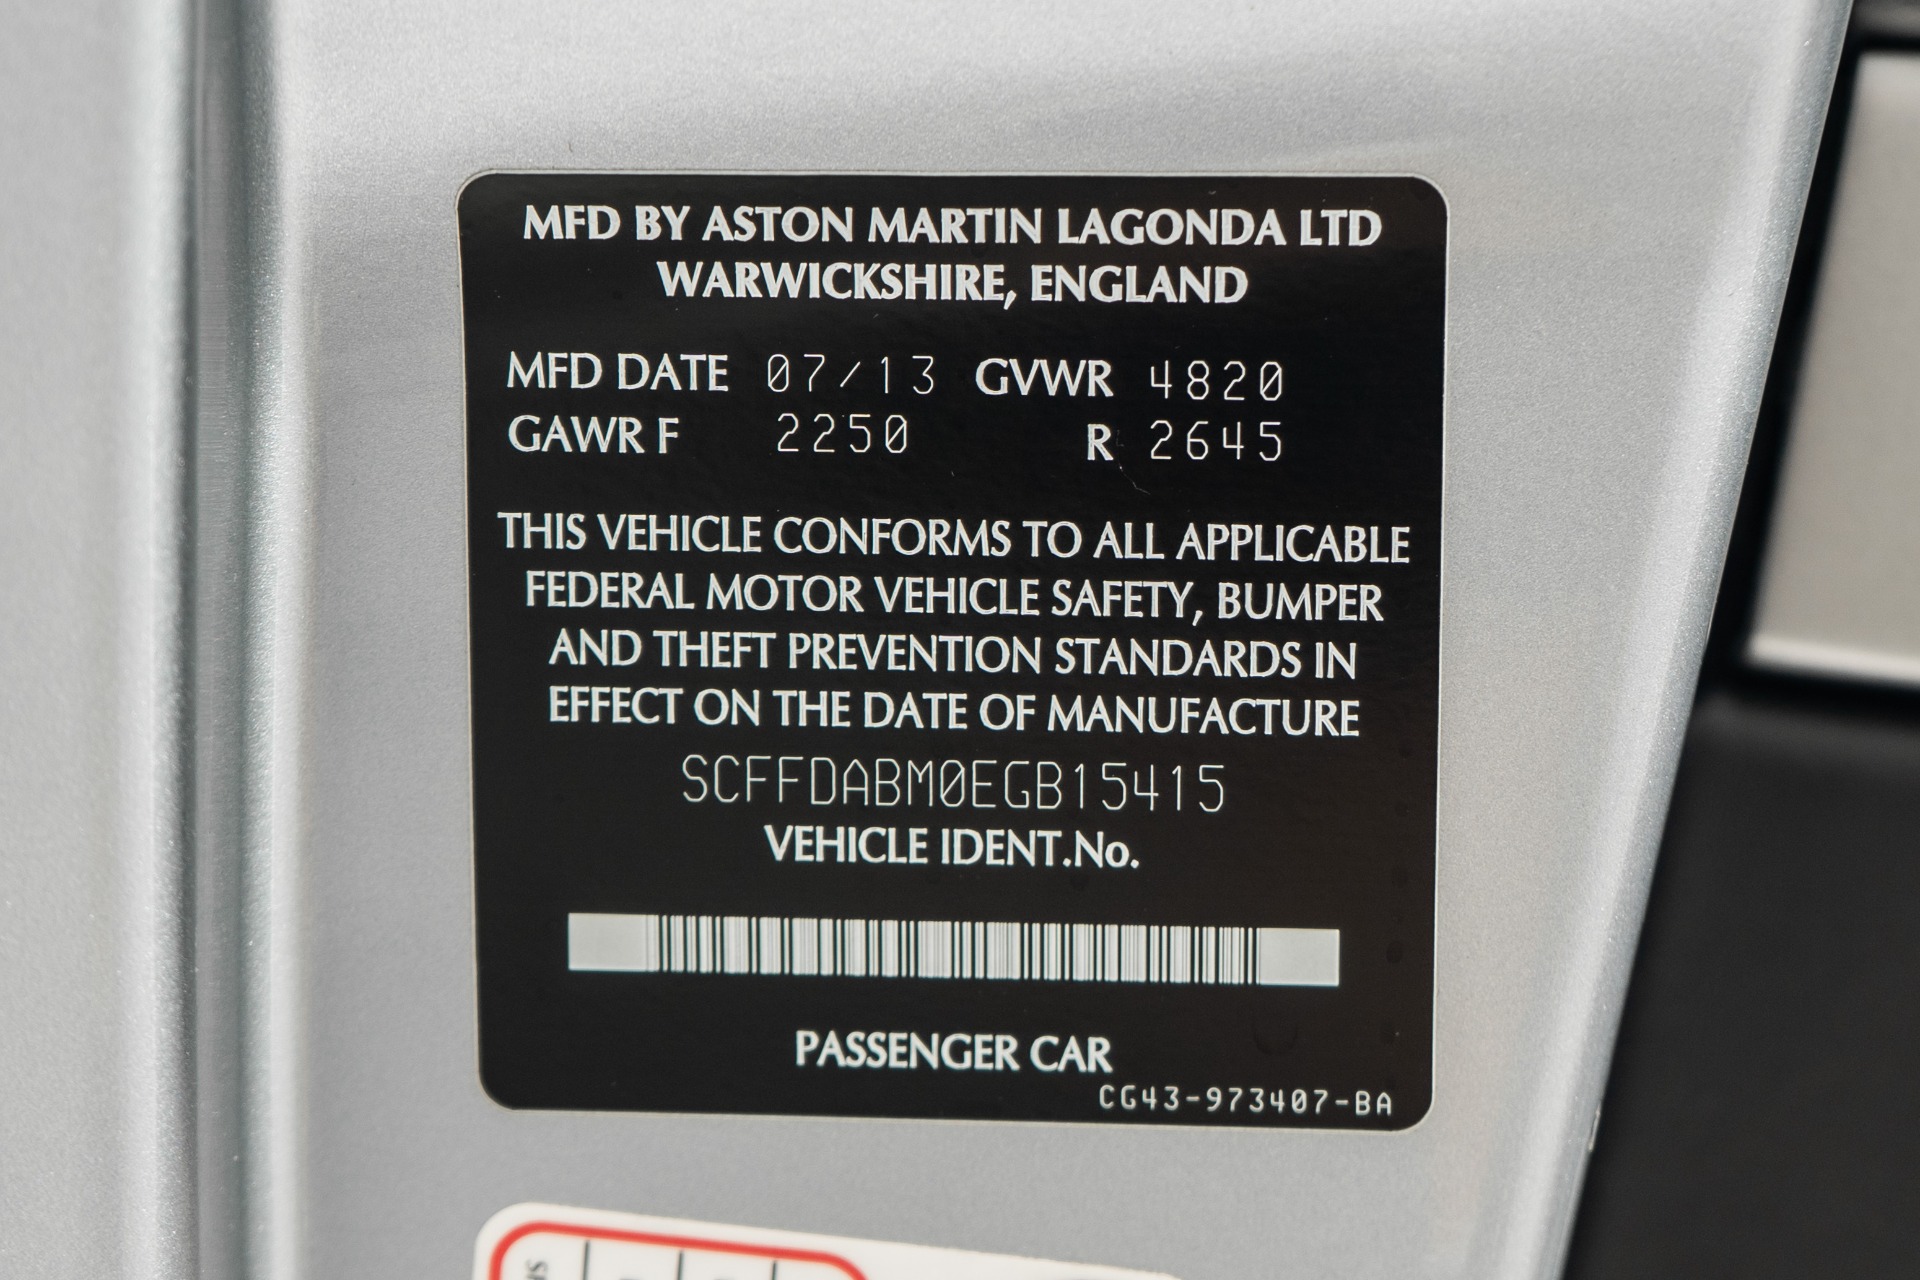 MFD BY ASTON MARTIN LAGONDA LTD
WARWICKSHIRE, ENGLAND
MFD DATE 07/13 GVWR 4820
GAWR F 2250 R 2645
THIS VEHICLE CONFORMS TO ALL APPLICABLE
FEDERAL MOTOR VEHICLE SAFETY, BUMPER
AND THEFT PREVENTION STANDARDS IN
EFFECT ON THE DATE OF MANUFACTURE
SCFFDABM0EGB15415
VEHICLE IDENT.No.
PASSENGER CAR
CG43-973407-BA